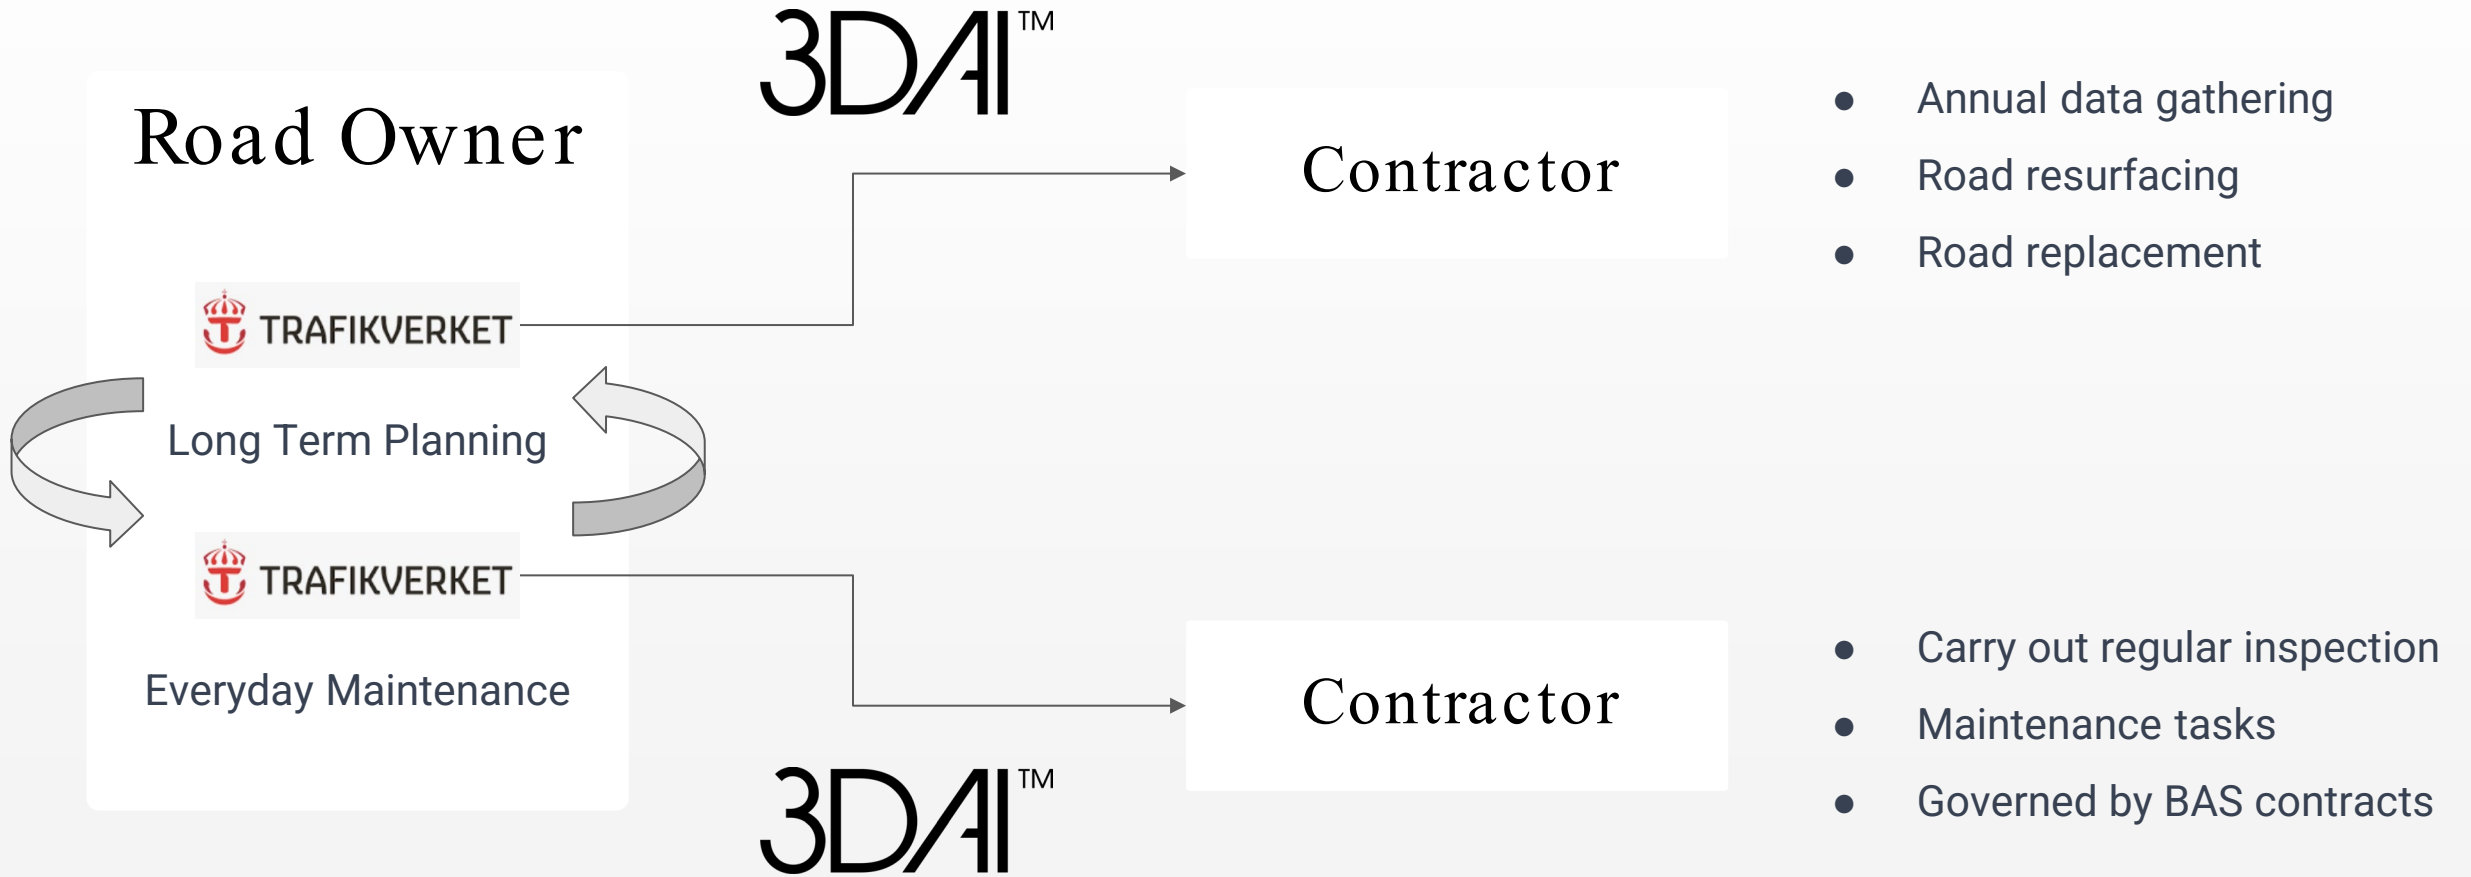 3DAI™
Road Owner
TRAFIKVERKET
Long Term Planning
TRAFIKVERKET
Everyday Maintenance
Contractor
● Annual data gathering
● Road resurfacing
● Road replacement
Contractor
● Carry out regular inspection
● Maintenance tasks
● Governed by BAS contracts
3DAI™